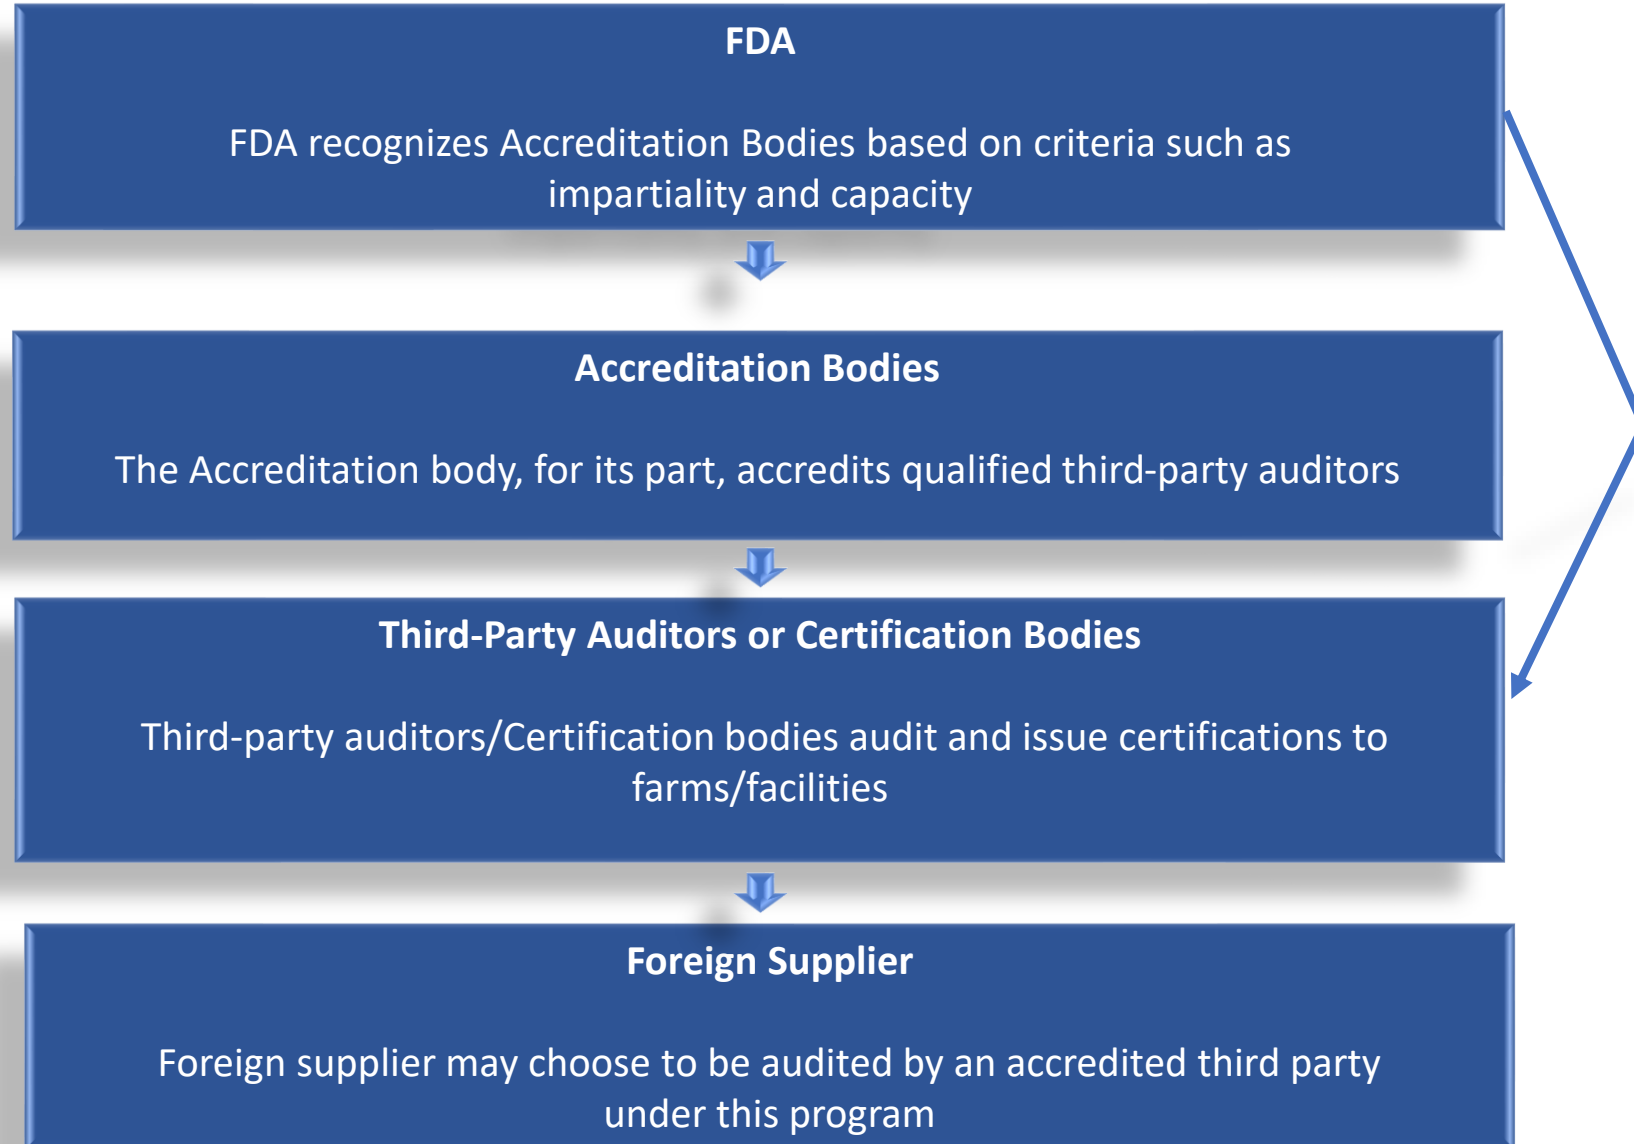 FDA
FDA recognizes Accreditation Bodies based on criteria such as
impartiality and capacity
Accreditation Bodies
The Accreditation body, for its part, accredits qualified third-party auditors
Third-Party Auditors or Certification Bodies
Third-party auditors/Certification bodies audit and issue certifications to
farms/facilities
Foreign Supplier
Foreign supplier may choose to be audited by an accredited third party
under this program